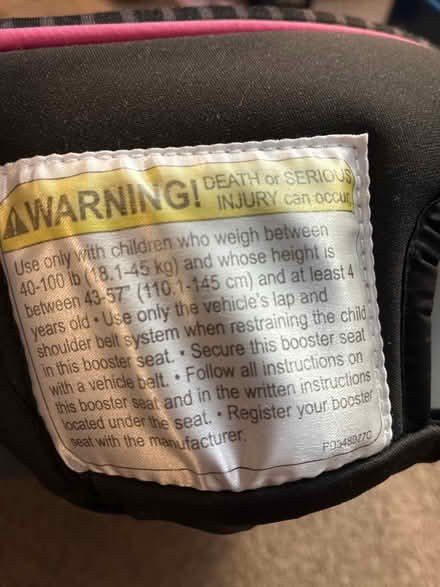 WARNING! DEATH or SERIOUS
INJURY can occur
Use only with children who weigh between
40-100 lb (18.1-45 kg) and whose height is
between 43-57" (110.1-145 cm) and at least 4
years old • Use only the vehicle's lap and
shoulder belt system when restraining the child
in this booster seat. • Secure this booster seat
with a vehicle belt. • Follow all instructions on
this booster seat and in the written instructions
located under the seat. • Register your booster
seat with the manufacturer.